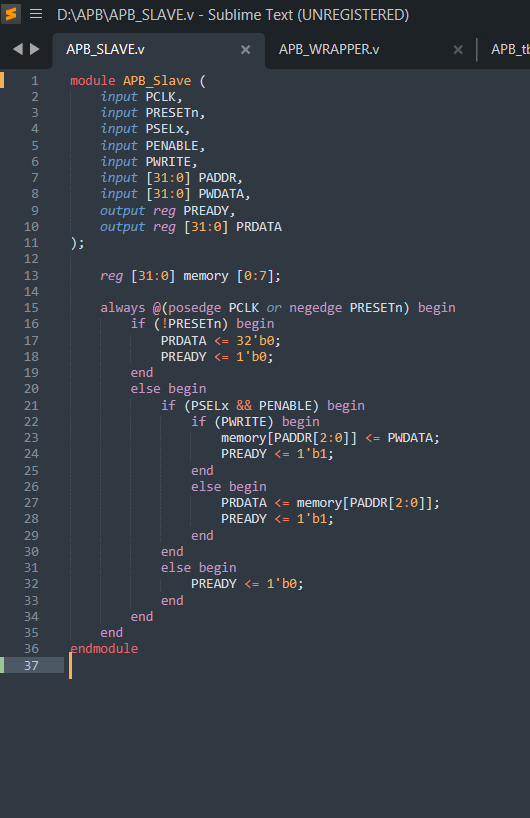 D:\APB\APB_SLAVE.v - Sublime Text (UNREGISTERED)
APB_SLAVE.v × APB_WRAPPER.v × APB_tb
1 module APB_Slave (
2     input PCLK,
3     input PRESETn,
4     input PSELx,
5     input PENABLE,
6     input PWRITE,
7     input [31:0] PADDR,
8     input [31:0] PWDATA,
9     output reg PREADY,
10     output reg [31:0] PRDATA
11 );
12
13     reg [31:0] memory [0:7];
14
15     always @(posedge PCLK or negedge PRESETn) begin
16         if (!PRESETn) begin
17             PRDATA <= 32'b0;
18             PREADY <= 1'b0;
19         end
20         else begin
21             if (PSELx && PENABLE) begin
22                 if (PWRITE) begin
23                     memory[PADDR[2:0]] <= PWDATA;
24                     PREADY <= 1'b1;
25                 end
26                 else begin
27                     PRDATA <= memory[PADDR[2:0]];
28                     PREADY <= 1'b1;
29                 end
30             end
31             else begin
32                 PREADY <= 1'b0;
33             end
34         end
35     end
36 endmodule
37